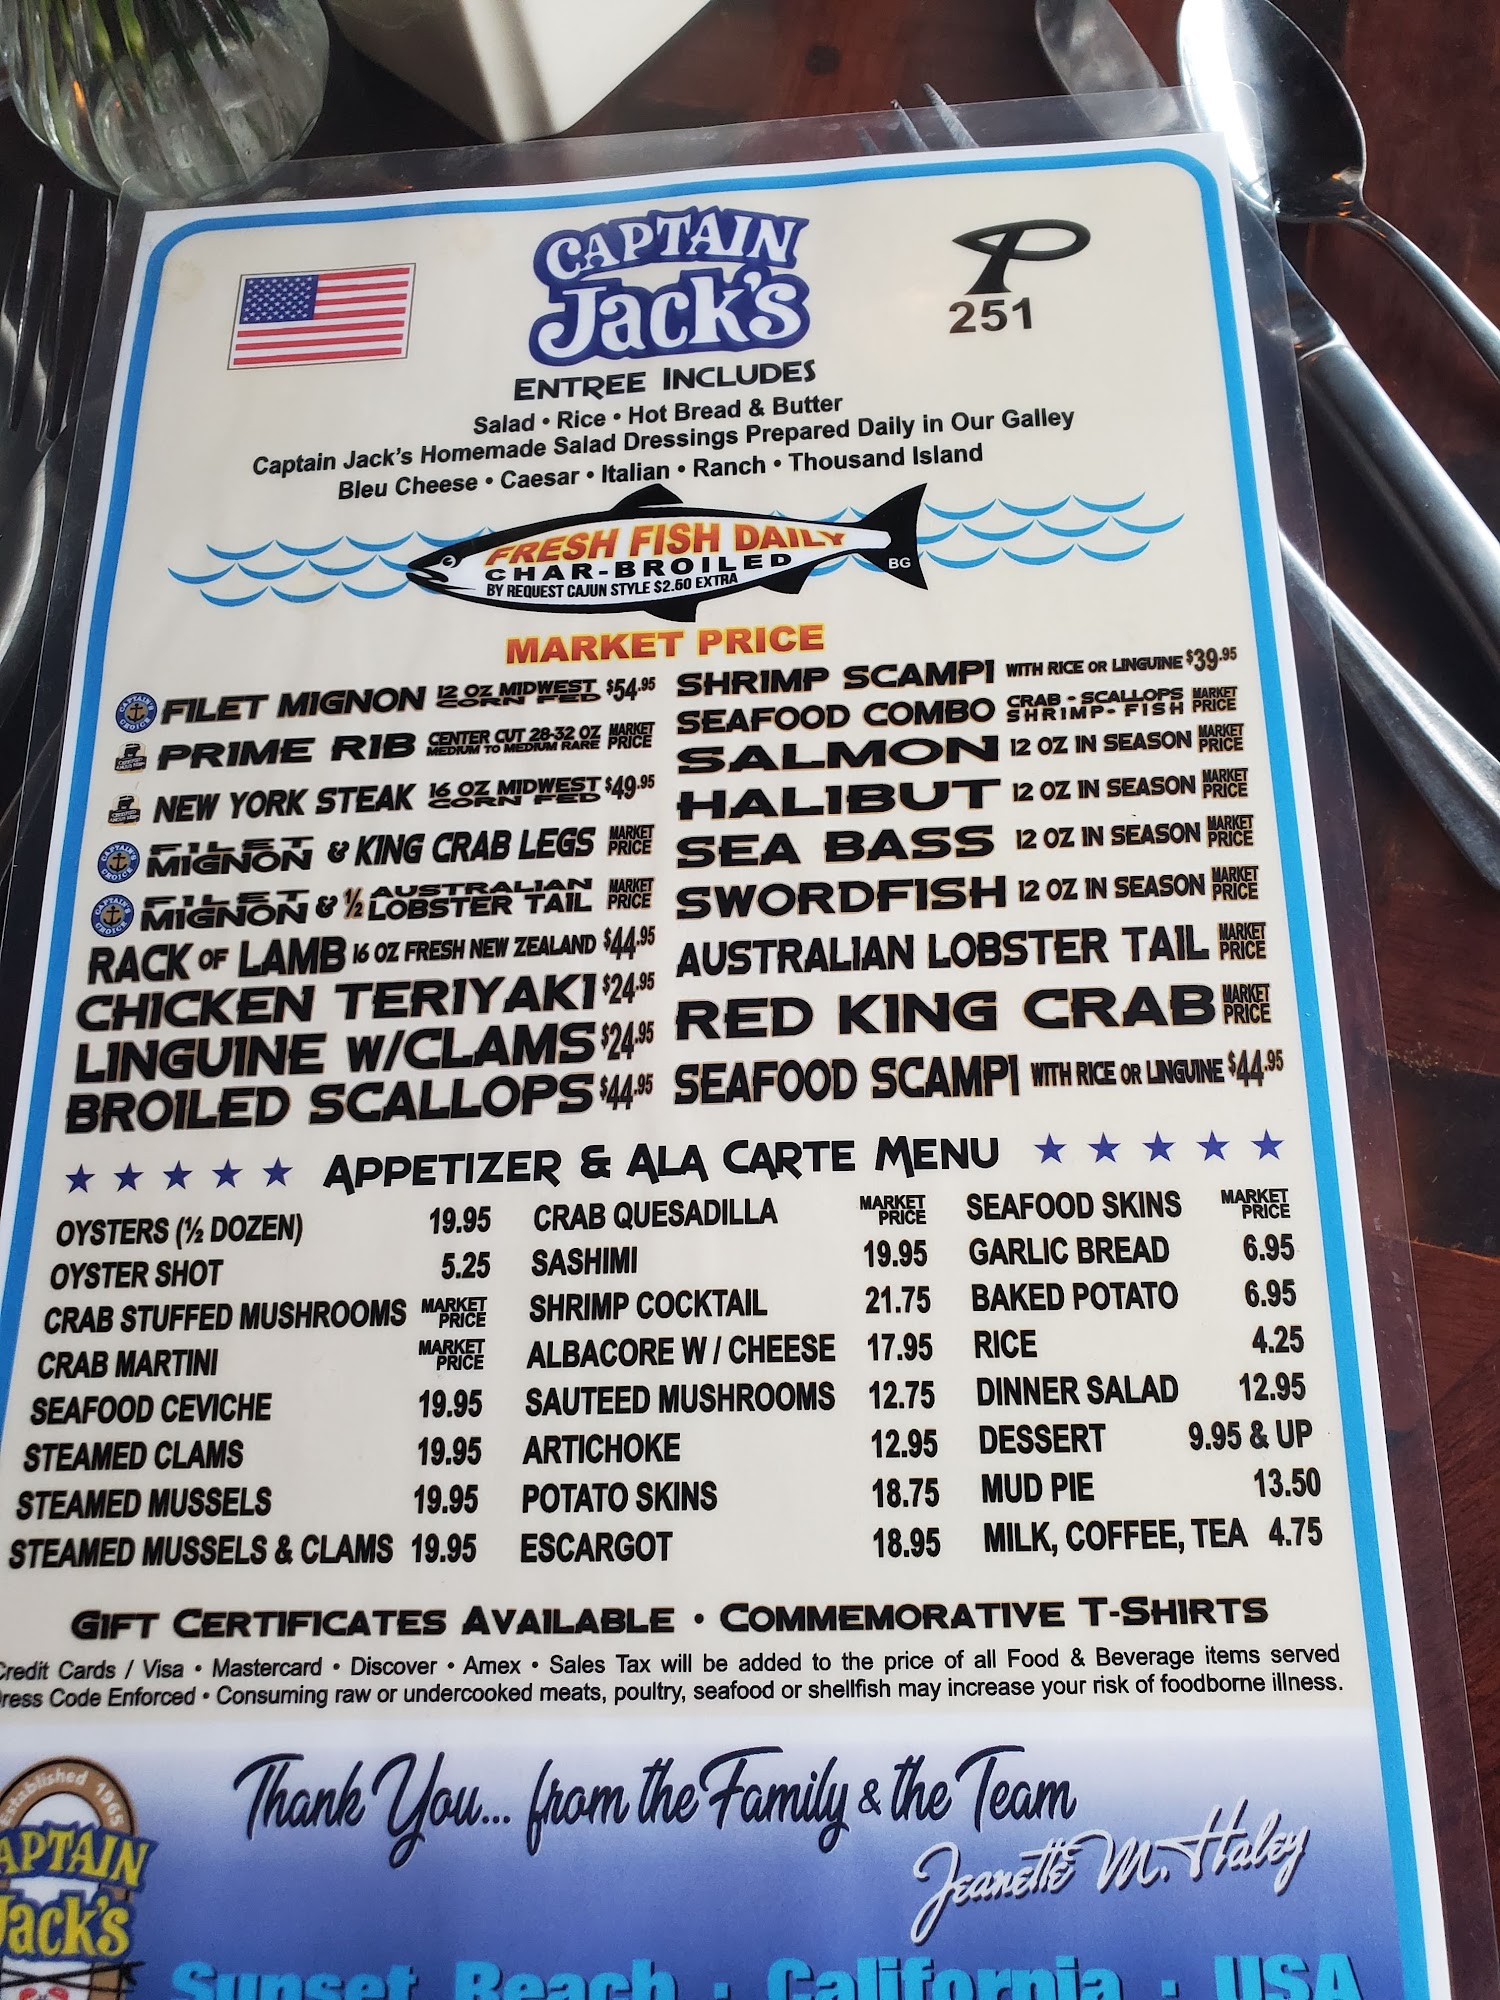 CAPTAIN
Jack's
P
251
ENTREE INCLUDES
Salad • Rice • Hot Bread & Butter
Captain Jack's Homemade Salad Dressings Prepared Daily in Our Galley
Bleu Cheese • Caesar • Italian • Ranch • Thousand Island
FRESH FISH DAILY
CHAR-BROILED
BY REQUEST CAJUN STYLE $2.60 EXTRA
BG
MARKET PRICE
FILET MIGNON 12 OZ MIDWEST CORN FED $54.95
PRIME RIB CENTER CUT 28-32 OZ MEDIUM TO MEDIUM RARE MARKET PRICE
NEW YORK STEAK 16 OZ MIDWEST CORN FED $49.95
FILET MIGNON & KING CRAB LEGS MARKET PRICE
FILET MIGNON & ½ AUSTRALIAN LOBSTER TAIL MARKET PRICE
RACK OF LAMB 16 OZ FRESH NEW ZEALAND $44.95
CHICKEN TERIYAKI $24.95
LINGUINE W/CLAMS $24.95
BROILED SCALLOPS $44.95
SHRIMP SCAMPI WITH RICE OR LINGUINE $39.95
SEAFOOD COMBO CRAB - SCALLOPS SHRIMP - FISH MARKET PRICE
SALMON 12 OZ IN SEASON MARKET PRICE
HALIBUT 12 OZ IN SEASON MARKET PRICE
SEA BASS 12 OZ IN SEASON MARKET PRICE
SWORDFISH 12 OZ IN SEASON MARKET PRICE
AUSTRALIAN LOBSTER TAIL MARKET PRICE
RED KING CRAB MARKET PRICE
SEAFOOD SCAMPI WITH RICE OR LINGUINE $44.95
APPETIZER & ALA CARTE MENU
OYSTERS (½ DOZEN) 19.95
OYSTER SHOT 5.25
CRAB STUFFED MUSHROOMS MARKET PRICE
CRAB MARTINI MARKET PRICE
SEAFOOD CEVICHE 19.95
STEAMED CLAMS 19.95
STEAMED MUSSELS 19.95
STEAMED MUSSELS & CLAMS 19.95
CRAB QUESADILLA MARKET PRICE
SASHIMI 19.95
SHRIMP COCKTAIL 21.75
ALBACORE W / CHEESE 17.95
SAUTEED MUSHROOMS 12.75
ARTICHOKE 12.95
POTATO SKINS 18.75
ESCARGOT 18.95
SEAFOOD SKINS MARKET PRICE
GARLIC BREAD 6.95
BAKED POTATO 6.95
RICE 4.25
DINNER SALAD 12.95
DESSERT 9.95 & UP
MUD PIE 13.50
MILK, COFFEE, TEA 4.75
GIFT CERTIFICATES AVAILABLE • COMMEMORATIVE T-SHIRTS
Credit Cards / Visa • Mastercard • Discover • Amex • Sales Tax will be added to the price of all Food & Beverage items served
ress Code Enforced • Consuming raw or undercooked meats, poultry, seafood or shellfish may increase your risk of foodborne illness.
Thank You... from the Family & the Team
Jeanette M. Haley
Established 1965
APTAIN
Jack's
Sunset Beach • California • USA